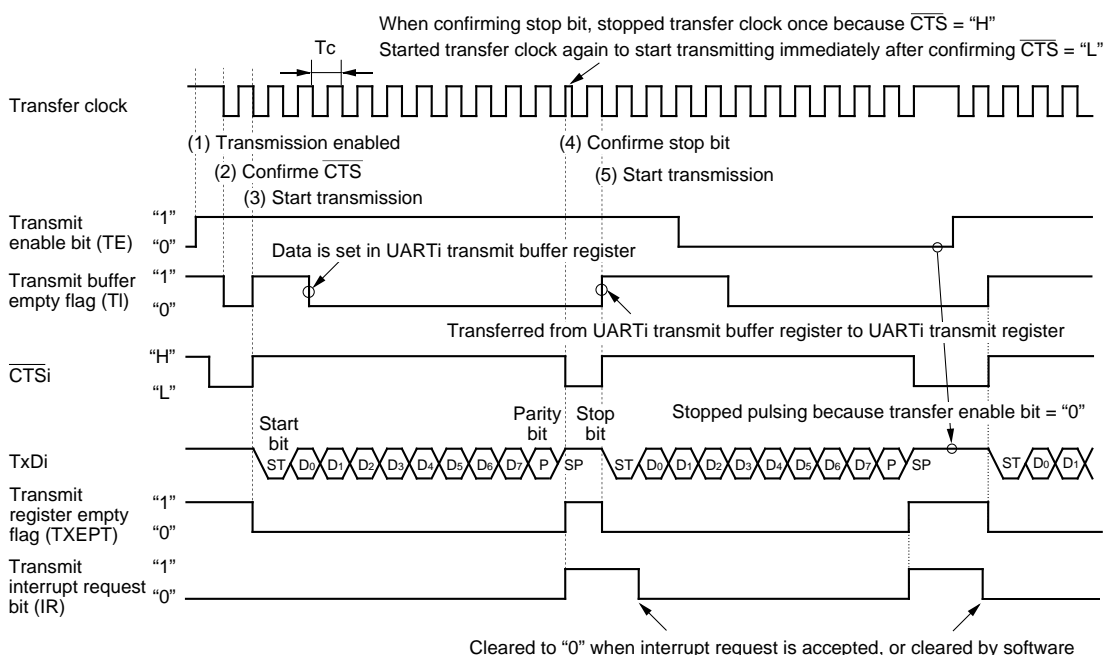 When confirming stop bit, stopped transfer clock once because CTS = “H”
Started transfer clock again to start transmitting immediately after confirming CTS = “L”
Tc
Transfer clock
(1) Transmission enabled
(2) Confirme CTS
(3) Start transmission
(4) Confirme stop bit
(5) Start transmission
Transmit
enable bit (TE)
“1”
“0”
Data is set in UARTi transmit buffer register
Transmit buffer
empty flag (TI)
“1”
“0”
Transferred from UARTi transmit buffer register to UARTi transmit register
CTSi
“H”
“L”
Start
bit
Parity
bit
Stop
bit
Stopped pulsing because transfer enable bit = “0”
TxDi
ST D0 D1 D2 D3 D4 D5 D6 D7 P SP ST D0 D1 D2 D3 D4 D5 D6 D7 P SP ST D0 D1
Transmit
register empty
flag (TXEPT)
“1”
“0”
Transmit
interrupt request
bit (IR)
“1”
“0”
Cleared to “0” when interrupt request is accepted, or cleared by software